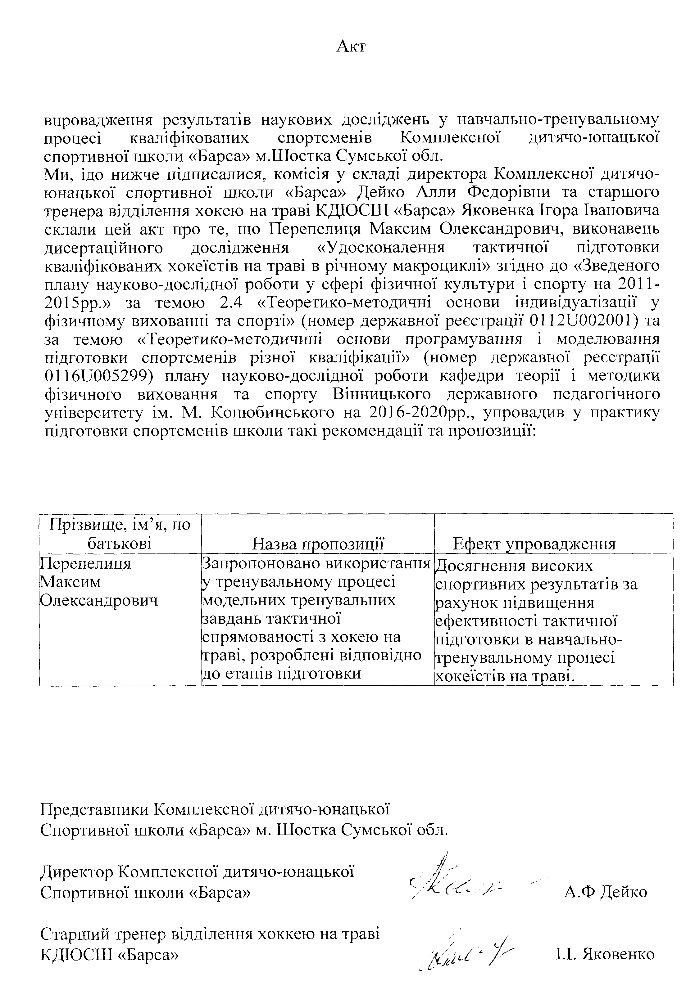 Акт
впровадження результатів наукових досліджень у навчально-тренувальному
процесі кваліфікованих спортсменів Комплексної дитячо-юнацької
спортивної школи «Барса» м.Шостка Сумської обл.
Ми, ідо нижче підписалися, комісія у складі директора Комплексної дитячо-
юнацької спортивної школи «Барса» Дейко Алли Федорівни та старшого
тренера відділення хокею на траві КДЮСШ «Барса» Яковенка Ігора Івановича
склали цей акт про те, що Перепелиця Максим Олександрович, виконавець
дисертаційного дослідження «Удосконалення тактичної підготовки
кваліфікованих хокеїстів на траві в річному макроциклі» згідно до «Зведеного
плану науково-дослідної роботи у сфері фізичної культури і спорту на 2011-
2015рр.» за темою 2.4 «Теоретико-методичні основи індивідуалізації у
фізичному вихованні та спорті» (номер державної реєстрації 0112U002001) та
за темою «Теоретико-методичині основи програмування і моделювання
підготовки спортсменів різної кваліфікації» (номер державної реєстрації
0116U005299) плану науково-дослідної роботи кафедри теорії і методики
фізичного виховання та спорту Вінницького державного педагогічного
університету ім. М. Коцюбинського на 2016-2020рр., упровадив у практику
підготовки спортсменів школи такі рекомендації та пропозиції:
Прізвище, ім’я, по
батькові
Назва пропозиції
Ефект упровадження
Перепелиця
Максим
Олександрович
Запропоновано використання
у тренувальному процесі
модельних тренувальних
завдань тактичної
спрямованості з хокею на
траві, розроблені відповідно
до етапів підготовки
Досягнення високих
спортивних результатів за
рахунок підвищення
ефективності тактичної
підготовки в навчально-
тренувальному процесі
хокеїстів на траві.
Представники Комплексної дитячо-юнацької
Спортивної школи «Барса» м. Шостка Сумської обл.
Директор Комплексної дитячо-юнацької
Спортивної школи «Барса»
А.Ф Дейко
Старший тренер відділення хоккею на траві
КДЮСШ «Барса»
І.І. Яковенко